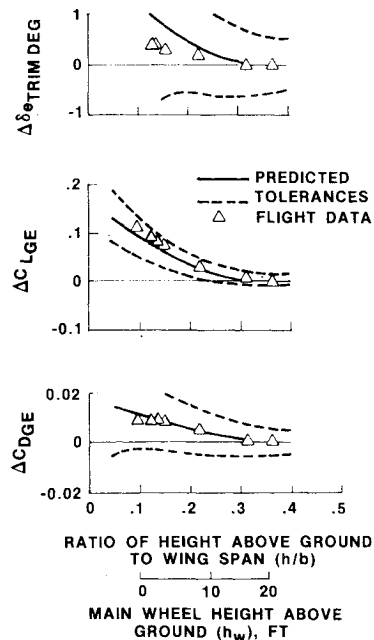 1
0
-1
ΔδeTRIM DEG
.2
.1
0
-0.1
ΔCLGE
PREDICTED
TOLERANCES
FLIGHT DATA
0.02
0
-0.02
ΔCDGE
0 .1 .2 .3 .4 .5
RATIO OF HEIGHT ABOVE GROUND
TO WING SPAN (h/b)
0 10 20
MAIN WHEEL HEIGHT ABOVE
GROUND (hw), FT